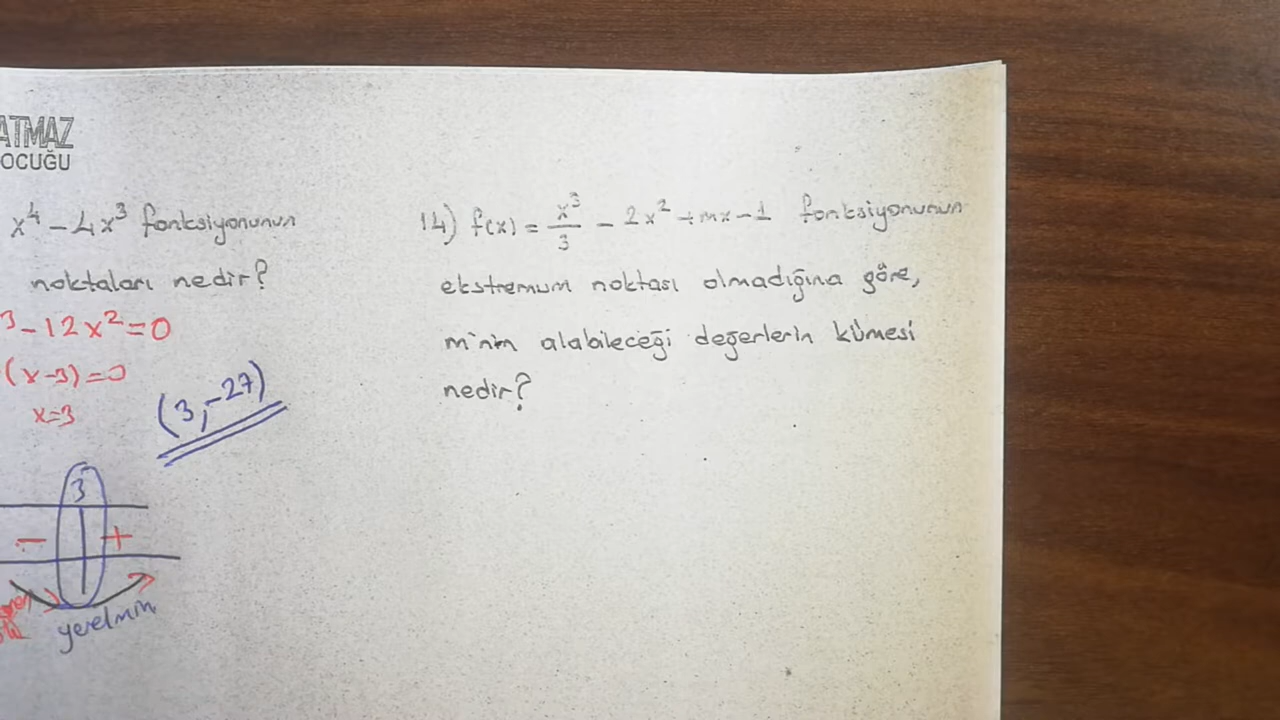 ATMAZ
OCUĞU
x⁴ - 4x³ fonksiyonunun
noktaları nedir?
3 - 12x² = 0
(x-3) = 0
x=3
(3,-27)
3
- +
yerelmin.
14) f(x) = x³/3 - 2x² + mx - 1 fonksiyonunun
ekstremum noktası olmadığına göre,
m'nin alabileceği değerlerin kümesi
nedir?